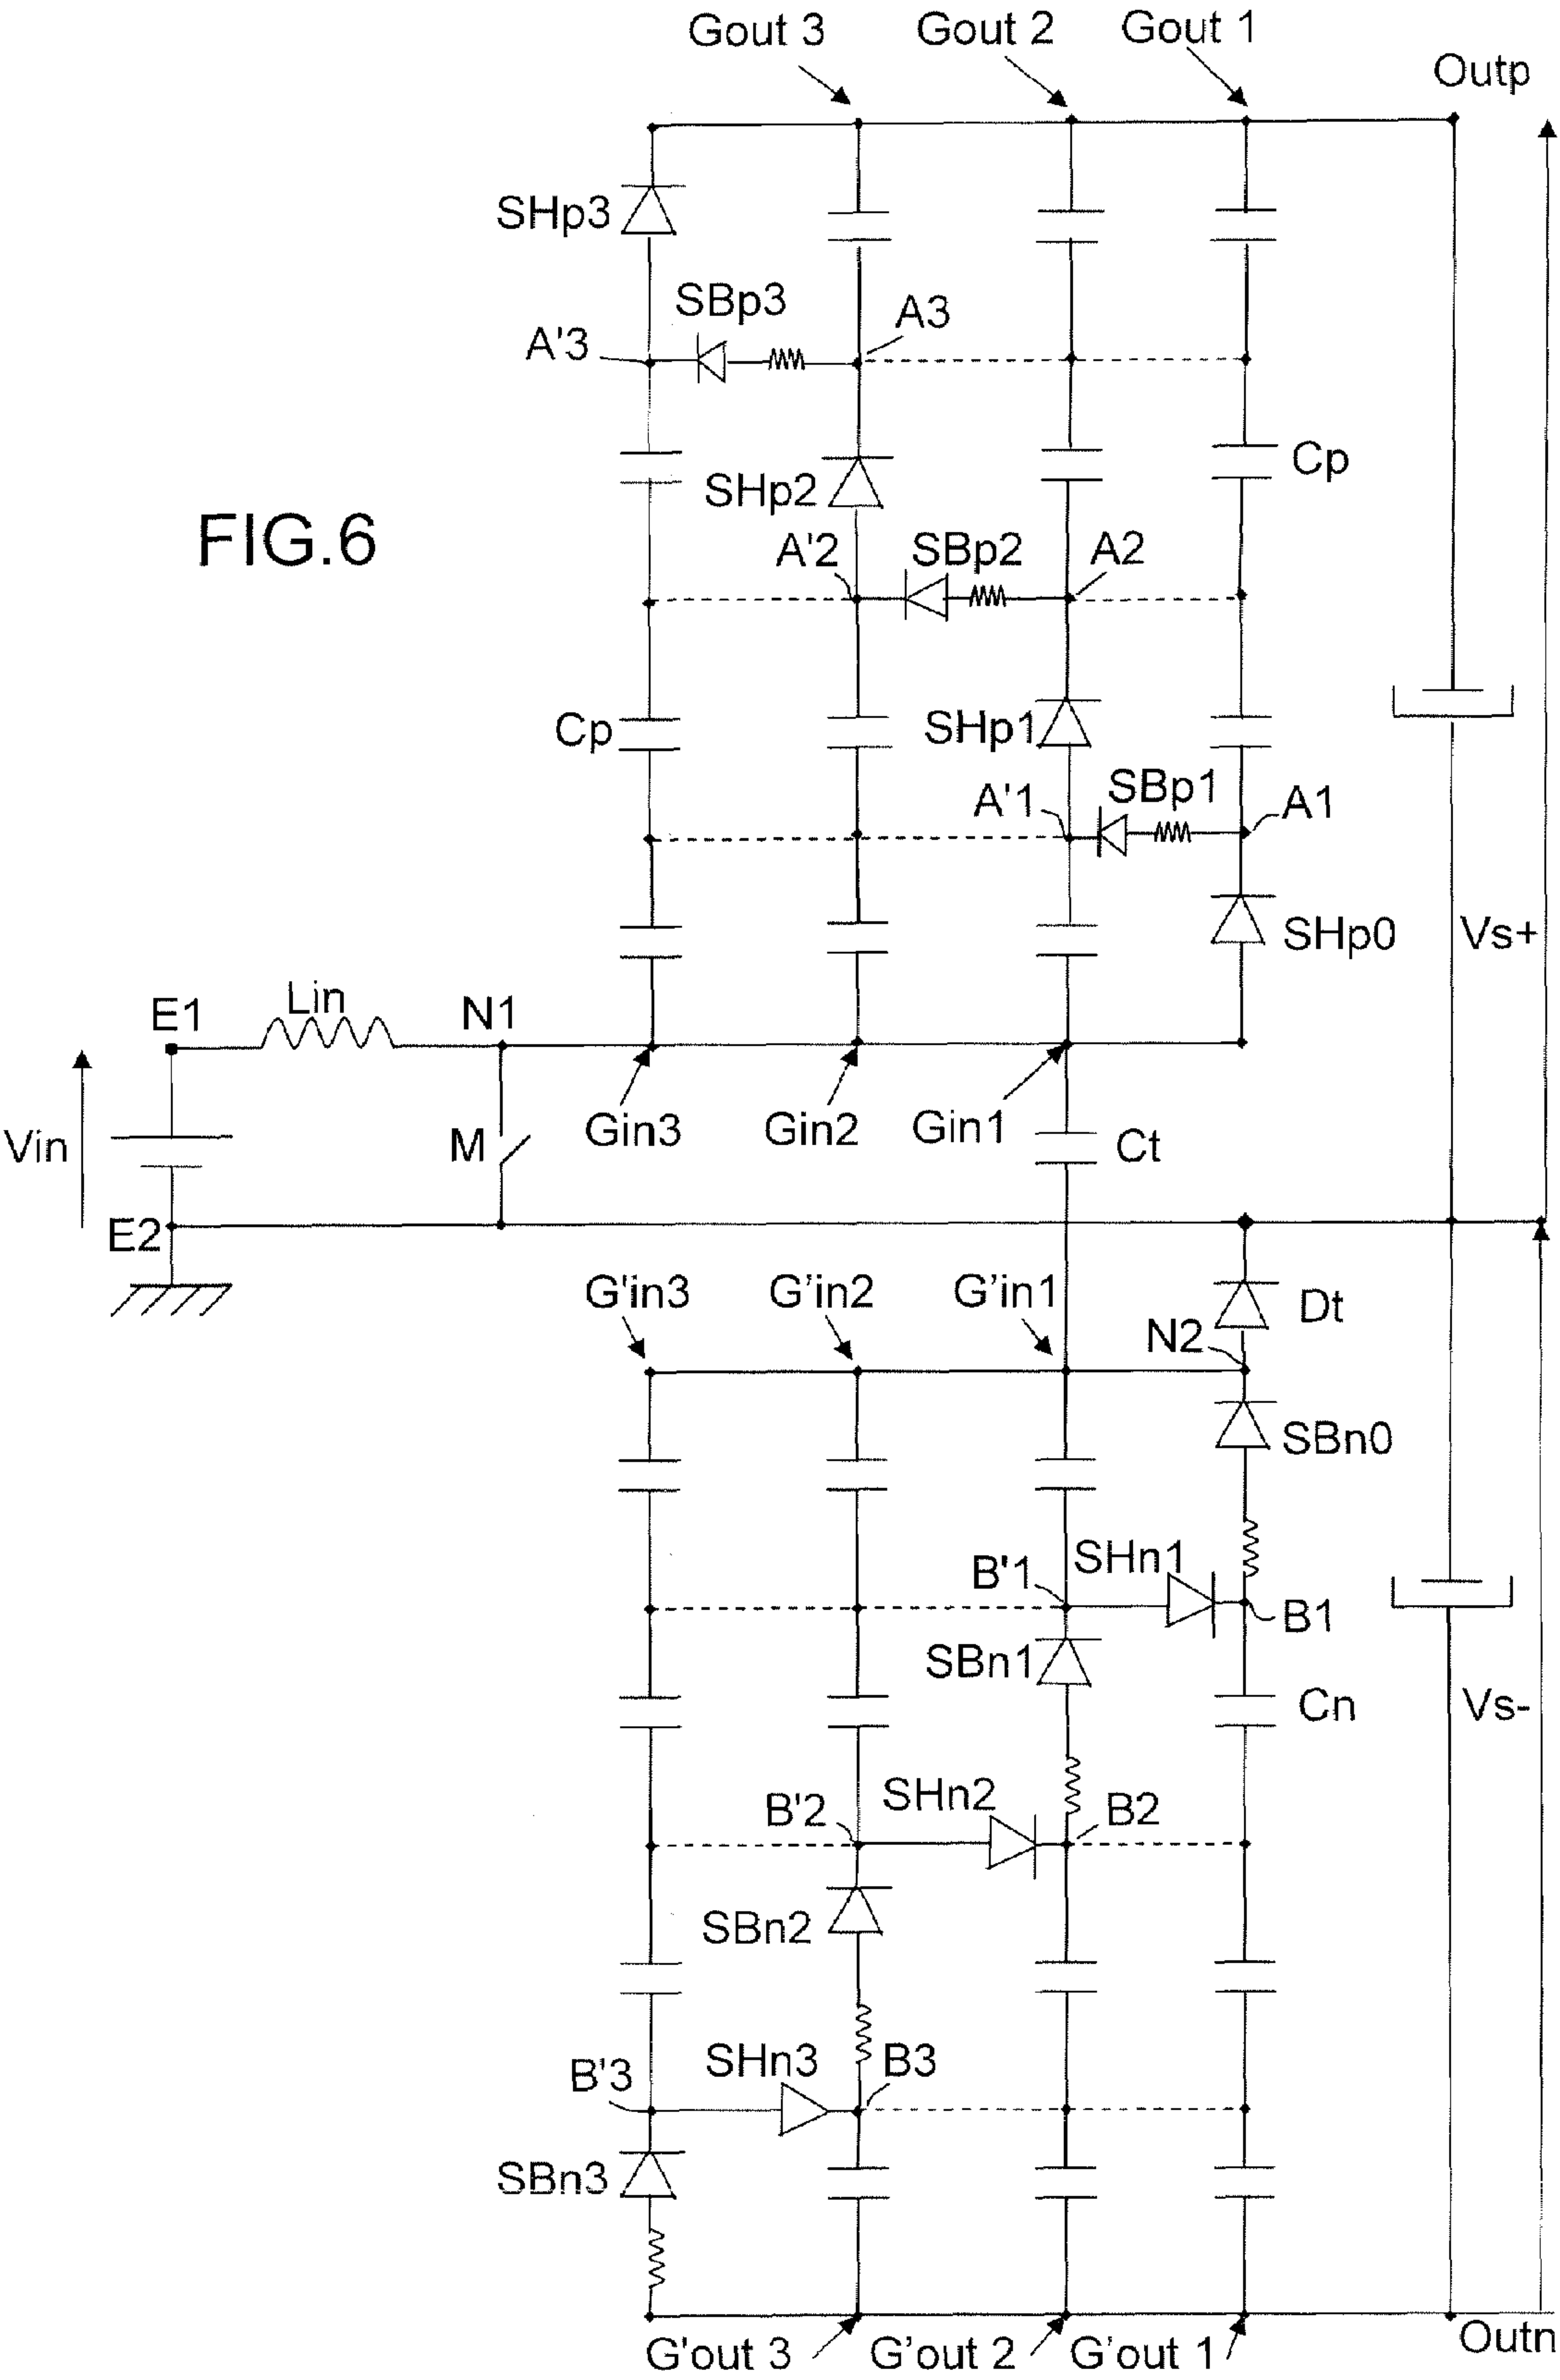 Gout 3 Gout 2 Gout 1
Outp
SHp3
SBp3 A3
A'3
Cp
SHp2
FIG.6
A'2 SBp2 A2
Cp SHp1
SBp1
A'1 A1
SHp0 Vs+
E1 Lin N1
Gin3 Gin2 Gin1
Vin M Ct
E2
G'in3 G'in2 G'in1
Dt
N2
SBn0
SHn1
B'1 B1
SBn1
Cn Vs-
SHn2
B'2 B2
SBn2
SHn3 B3
B'3
SBn3
Outn
G'out 3 G'out 2 G'out 1